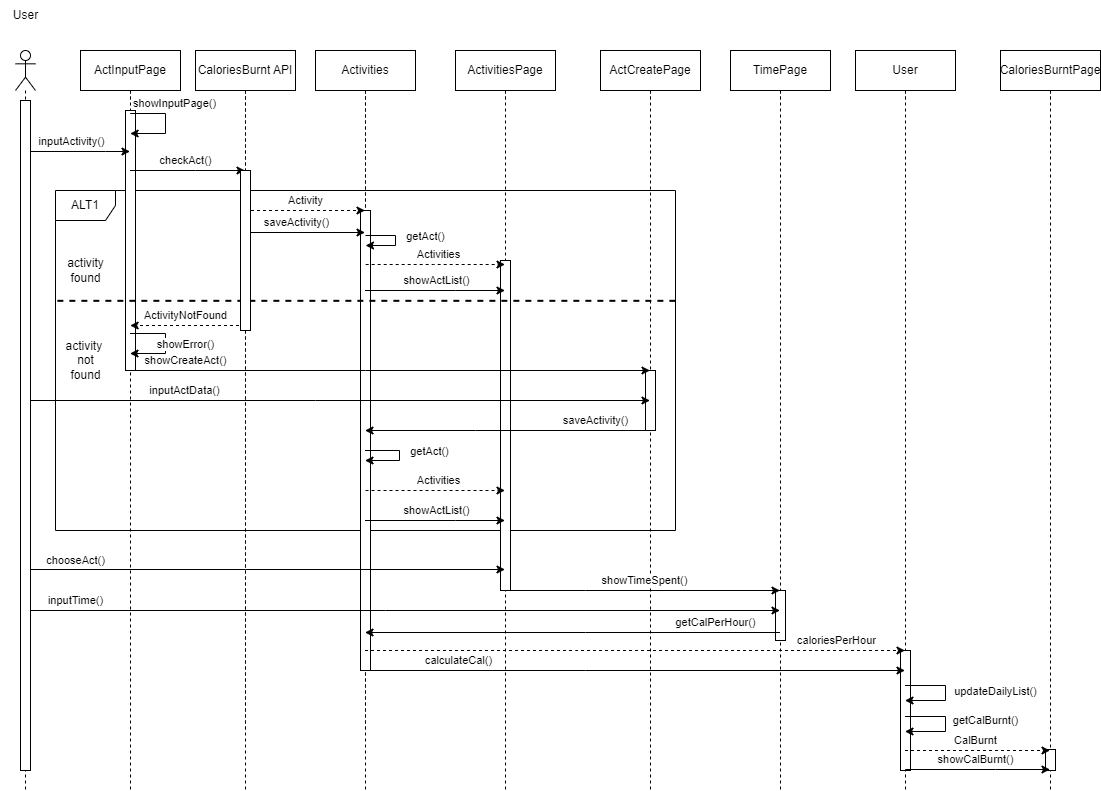 User
ActInputPage
CaloriesBurnt API
Activities
ActivitiesPage
ActCreatePage
TimePage
User
CaloriesBurntPage
showInputPage()
inputActivity()
checkAct()
ALT1
Activity
saveActivity()
getAct()
Activities
activity
found
showActList()
ActivityNotFound
activity
not
found
showError()
showCreateAct()
inputActData()
saveActivity()
getAct()
Activities
showActList()
chooseAct()
showTimeSpent()
inputTime()
getCalPerHour()
caloriesPerHour
calculateCal()
updateDailyList()
getCalBurnt()
CalBurnt
showCalBurnt()